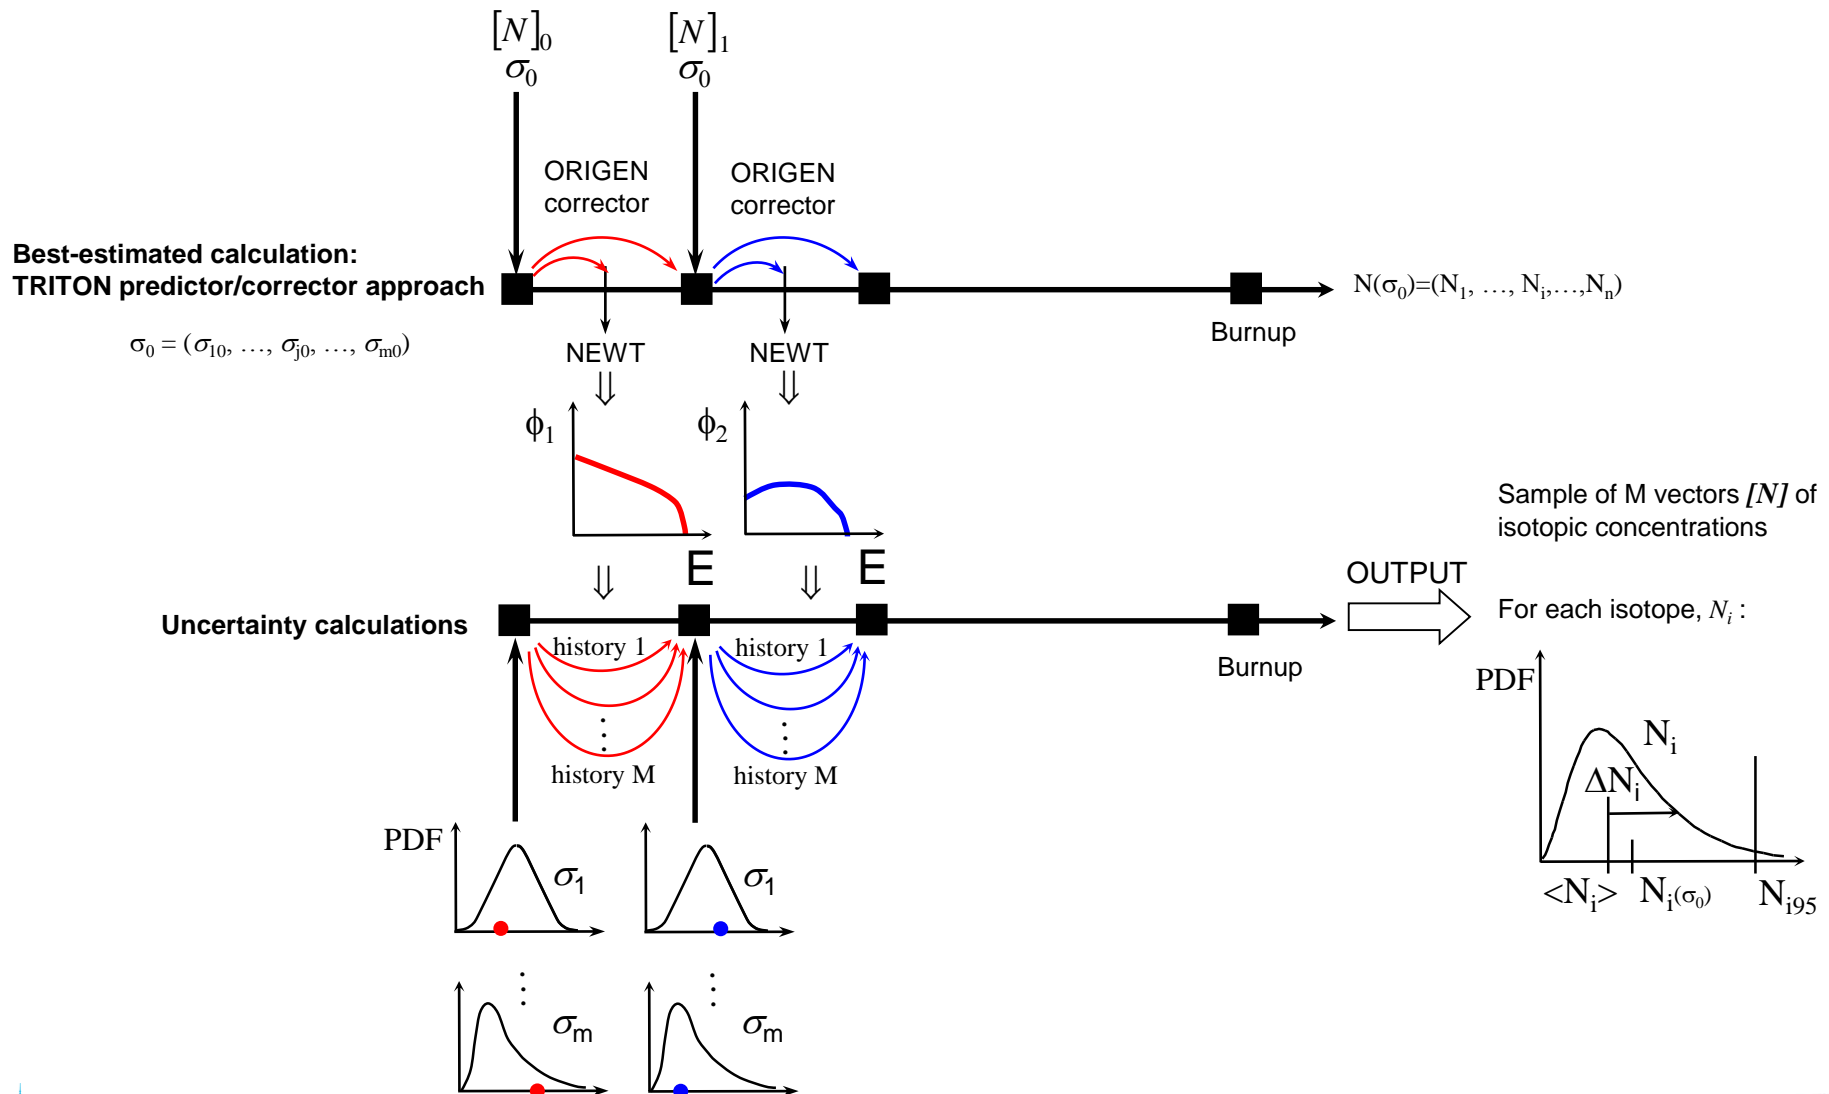 [N]₀ [N]₁
σ₀ σ₀
ORIGEN corrector
ORIGEN corrector
Best-estimated calculation:
TRITON predictor/corrector approach
N(σ₀)=(N₁, …, Nᵢ,…,Nₙ)
Burnup
σ₀ = (σ₁₀, …, σⱼ₀, …, σₘ₀)
NEWT NEWT
⇓ ⇓
ϕ₁ ϕ₂
E E
⇓ ⇓
Sample of M vectors [N] of
isotopic concentrations
OUTPUT
For each isotope, Nᵢ :
Uncertainty calculations
history 1 history 1
⋮ ⋮
history M history M
Burnup
PDF
Nᵢ
ΔNᵢ
<Nᵢ> Nᵢ(σ₀) Nᵢ₉₅
PDF
σ₁ σ₁
⋮ ⋮
σₘ σₘ